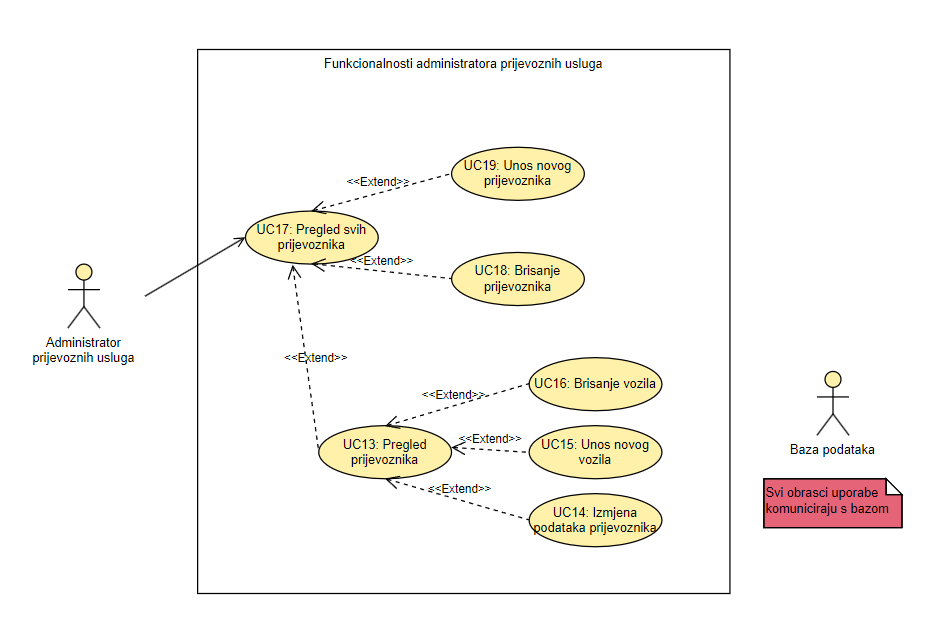 Funkcionalnosti administratora prijevoznih usluga
UC19: Unos novog
prijevoznika
<<Extend>>
UC17: Pregled svih
prijevoznika
<<Extend>>
UC18: Brisanje
prijevoznika
Administrator
prijevoznih usluga
<<Extend>>
UC16: Brisanje vozila
<<Extend>>
UC13: Pregled
prijevoznika
<<Extend>>
UC15: Unos novog
vozila
<<Extend>>
UC14: Izmjena
podataka prijevoznika
Baza podataka
Svi obrasci uporabe
komuniciraju s bazom